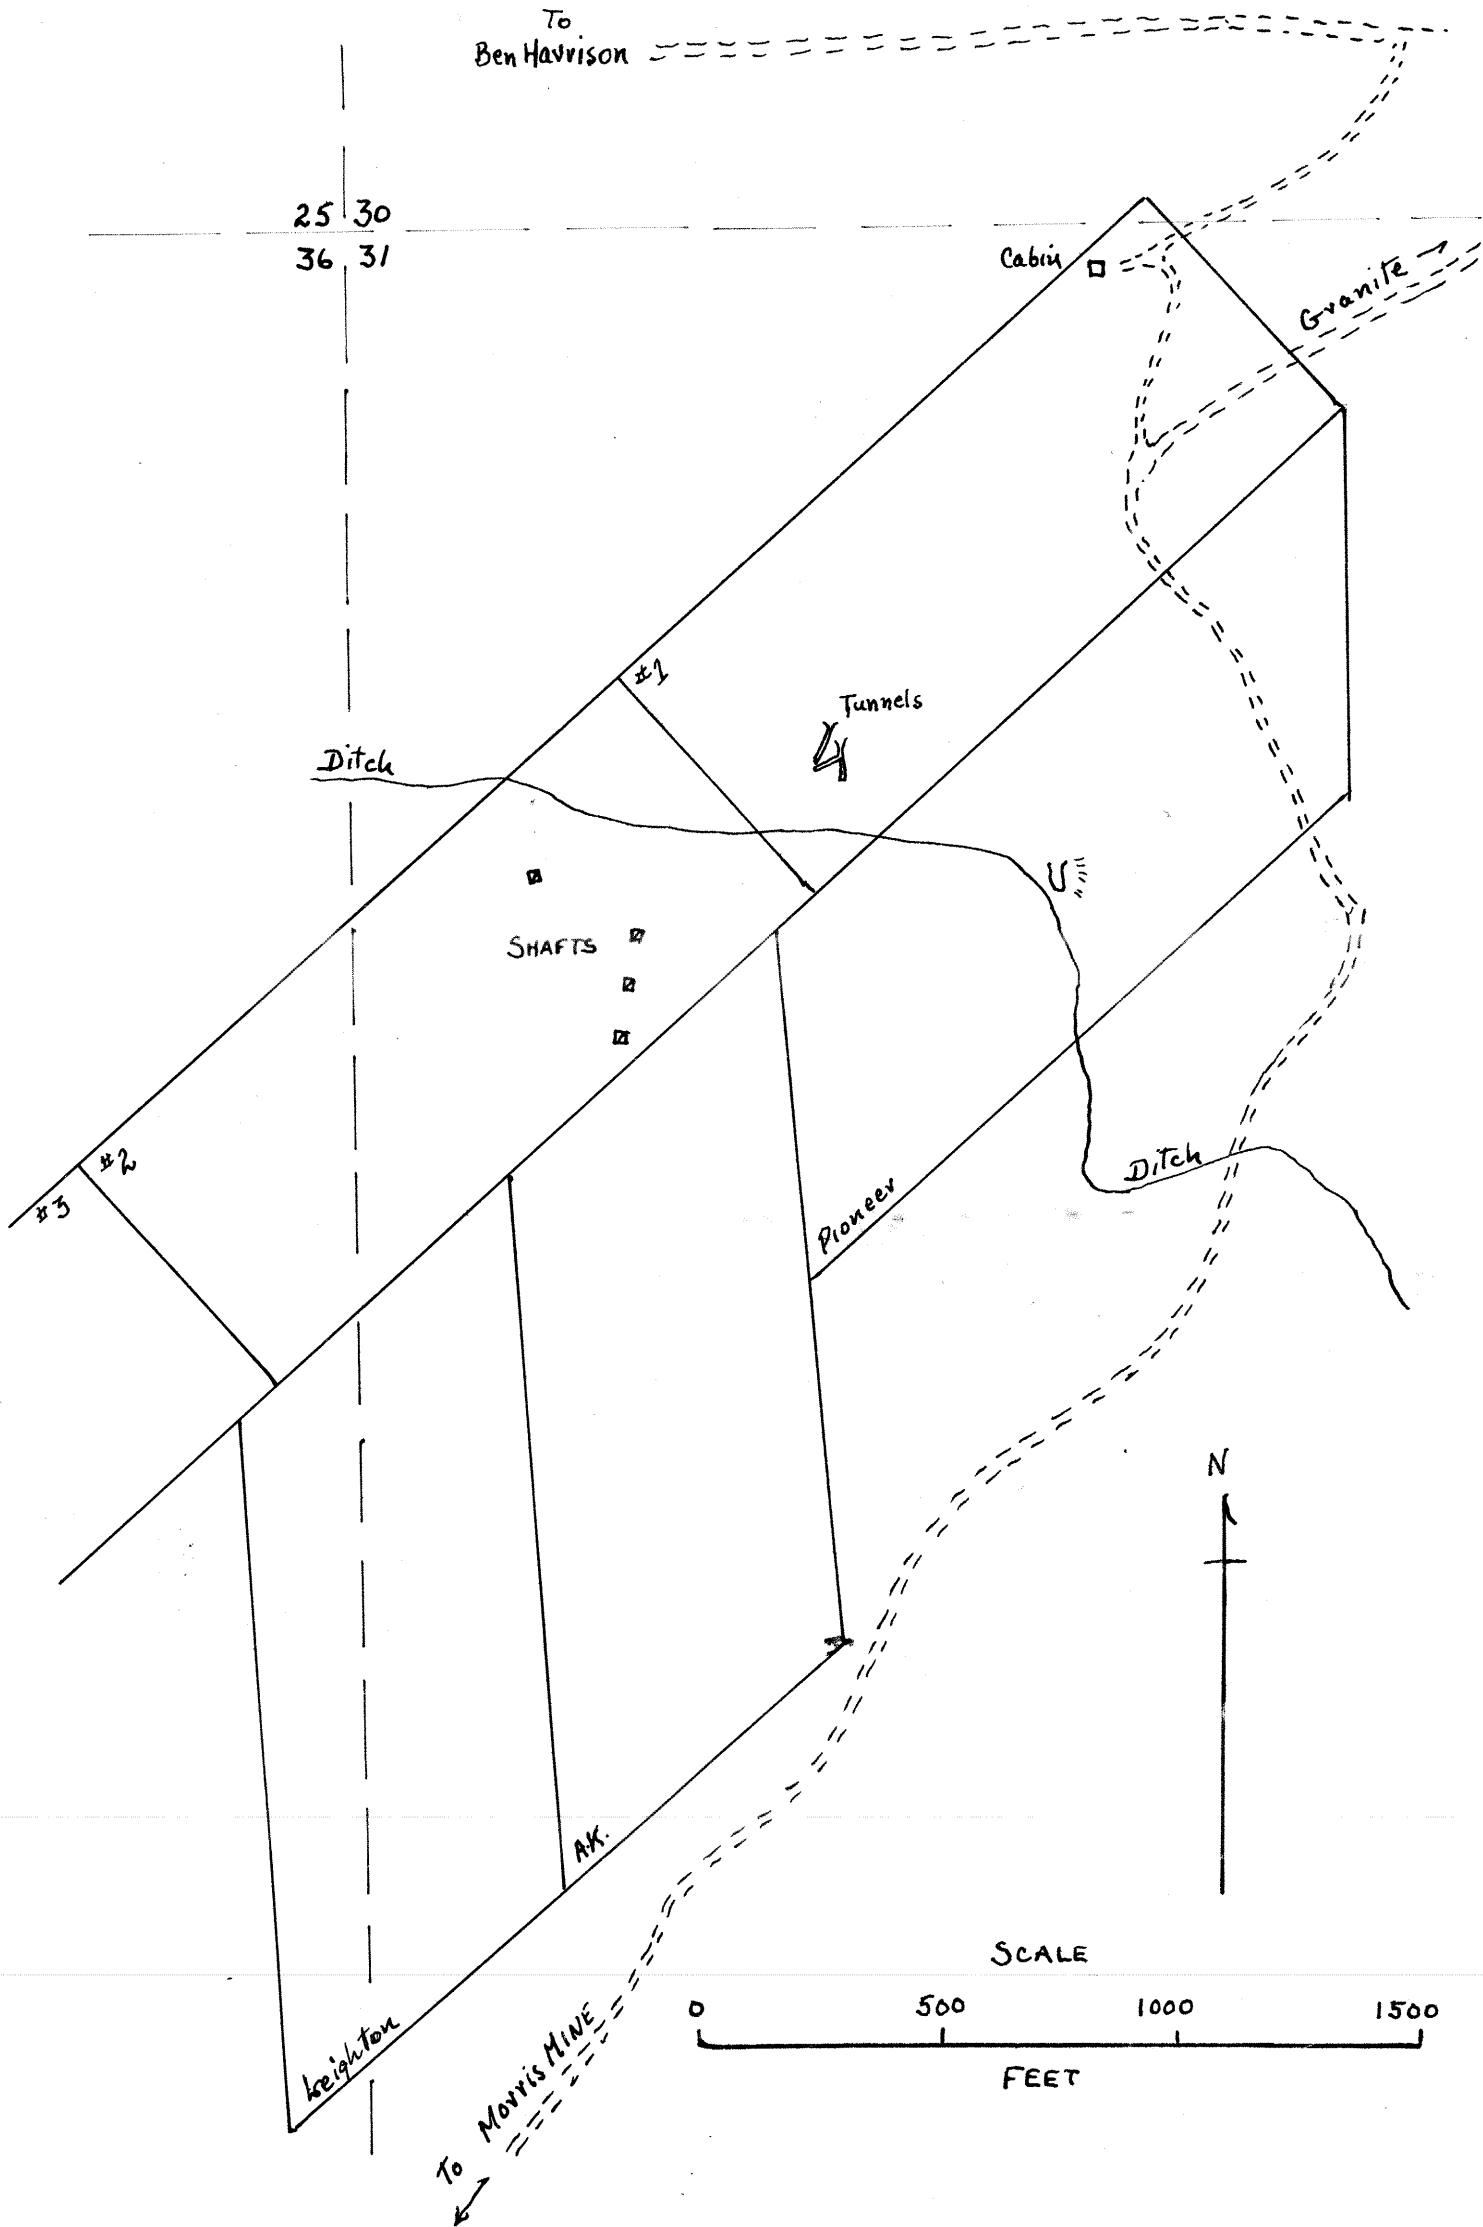 To
Ben Harrison
25 30
36 31
Cabin
Granite
#1
Tunnels
Ditch
SHAFTS
#2
#3
Pioneer
Ditch
N
A.K.
Leighton
To MORRIS MINE
SCALE
0 500 1000 1500
FEET